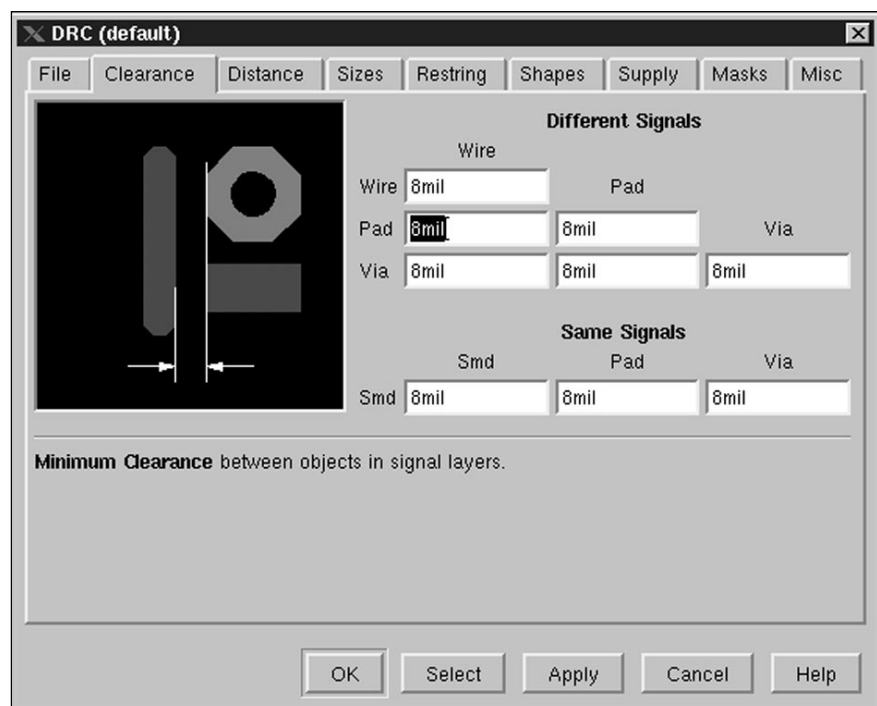 DRC (default)
File Clearance Distance Sizes Restring Shapes Supply Masks Misc
Different Signals
Wire
Wire 8mil Pad
Pad 8mil 8mil Via
Via 8mil 8mil 8mil
Same Signals
Smd Pad Via
Smd 8mil 8mil 8mil
Minimum Clearance between objects in signal layers.
OK Select Apply Cancel Help